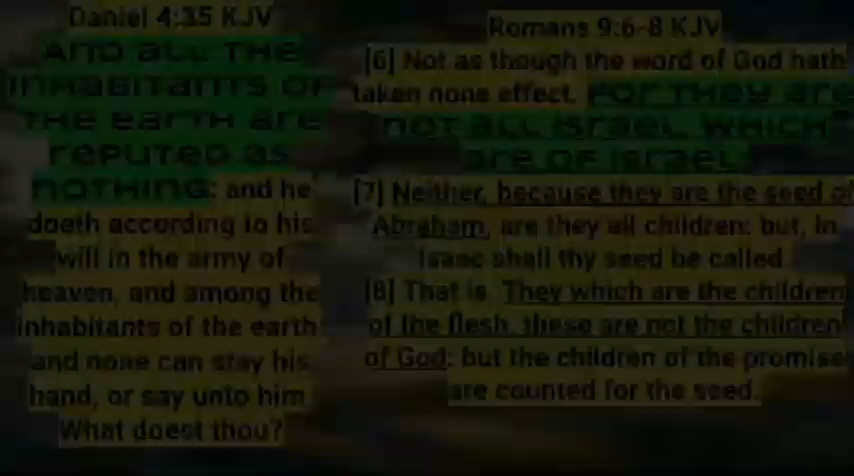 Daniel 4:35 KJV
AND ALL THE
INHABITANTS OF
THE EARTH ARE
REPUTED AS
NOTHING: and he
doeth according to his
will in the army of
heaven, and among the
inhabitants of the earth:
and none can stay his
hand, or say unto him,
What doest thou?
Romans 9:6-8 KJV
[6] Not as though the word of God hath
taken none effect. FOR THEY ARE
NOT ALL ISRAEL, WHICH
ARE OF ISRAEL:
[7] Neither, because they are the seed of
Abraham, are they all children: but, In
Isaac shall thy seed be called.
[8] That is, They which are the children
of the flesh, these are not the children
of God: but the children of the promise
are counted for the seed.